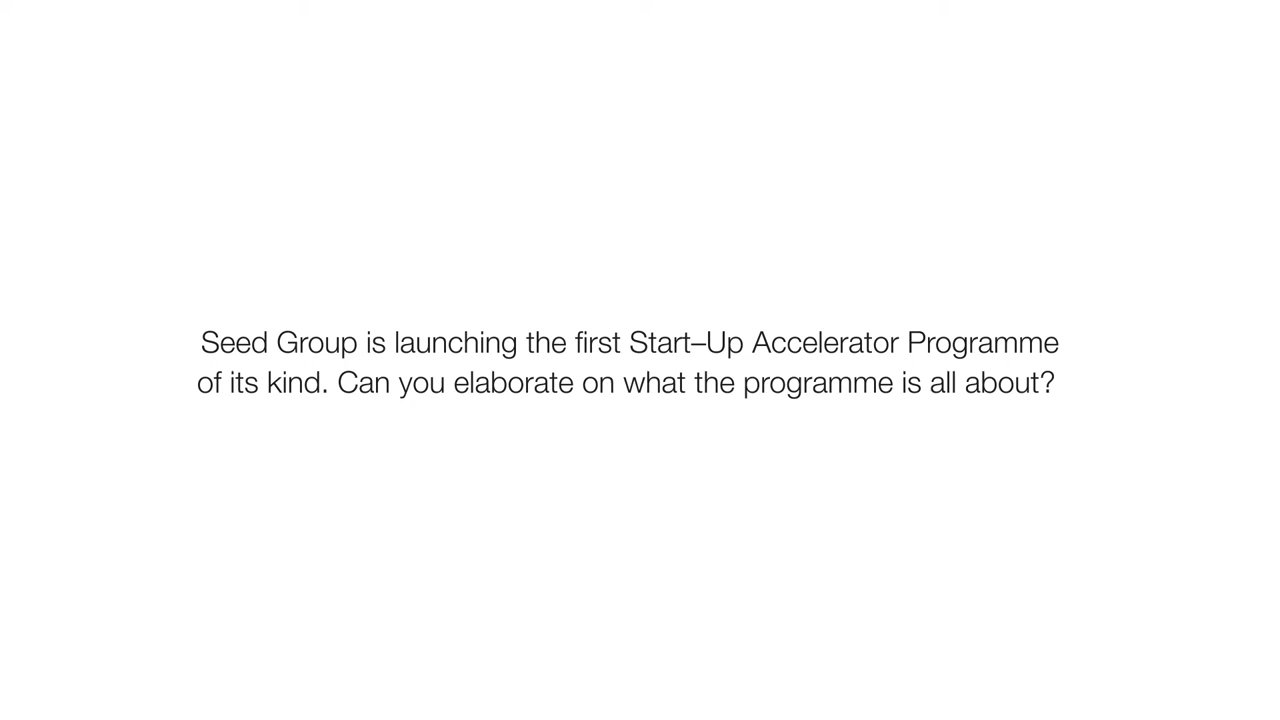 Seed Group is launching the first Start–Up Accelerator Programme
of its kind. Can you elaborate on what the programme is all about?